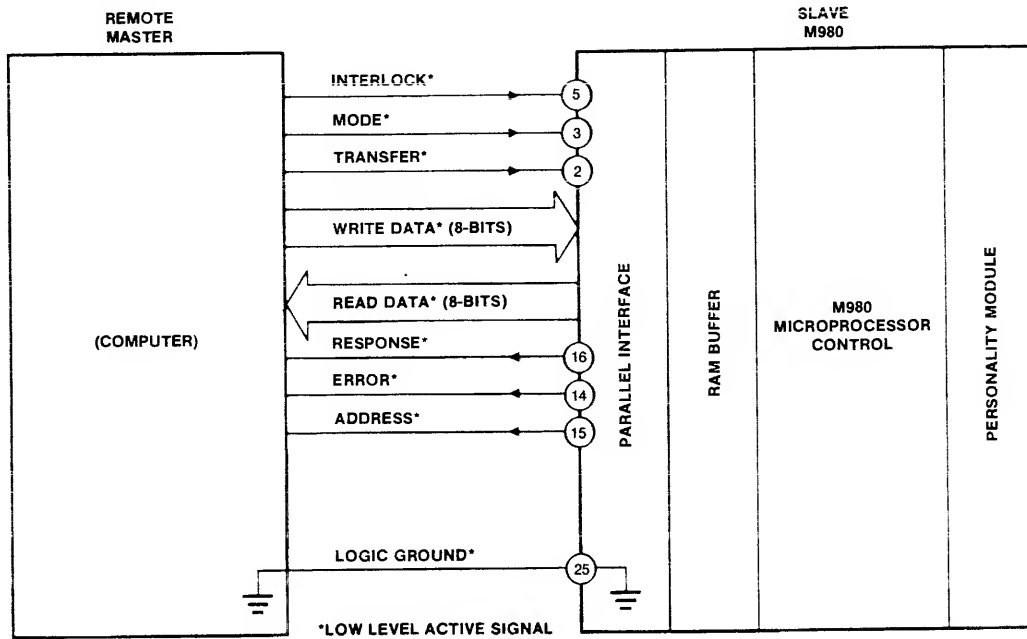 REMOTE
MASTER
SLAVE
M980
INTERLOCK*
5
MODE*
3
TRANSFER*
2
WRITE DATA* (8-BITS)
READ DATA* (8-BITS)
(COMPUTER)
RESPONSE*
16
ERROR*
14
ADDRESS*
15
LOGIC GROUND*
25
PARALLEL INTERFACE
RAM BUFFER
M980
MICROPROCESSOR
CONTROL
PERSONALITY MODULE
*LOW LEVEL ACTIVE SIGNAL